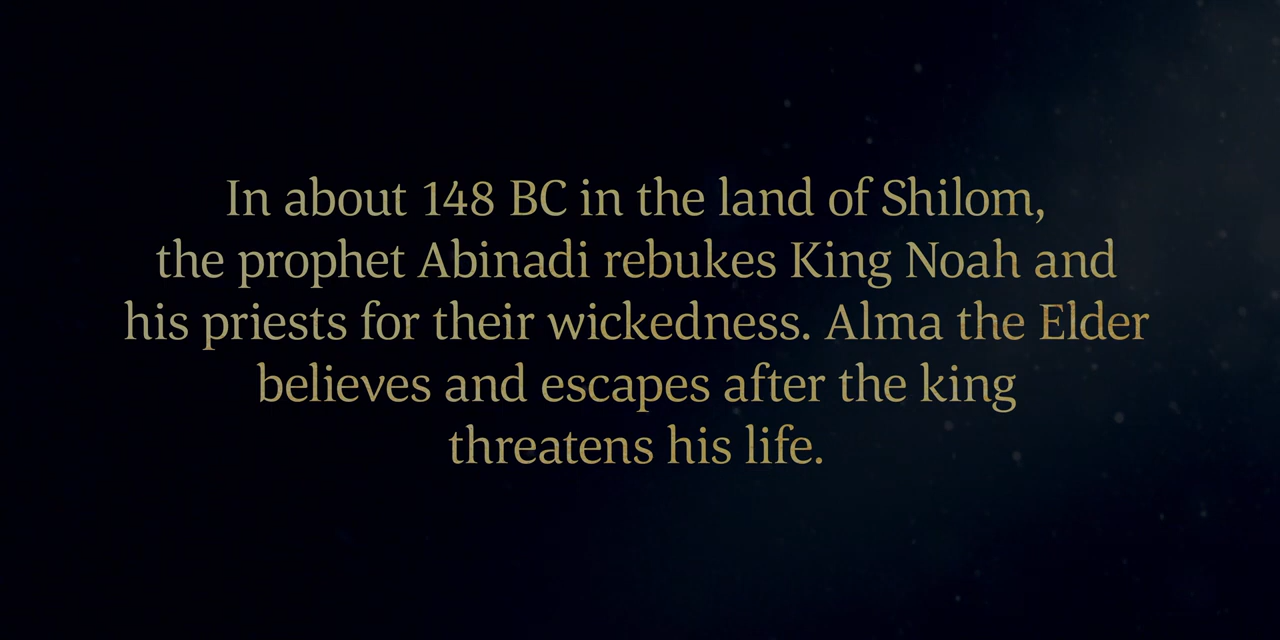 In about 148 BC in the land of Shilom,
the prophet Abinadi rebukes King Noah and
his priests for their wickedness. Alma the Elder
believes and escapes after the king
threatens his life.